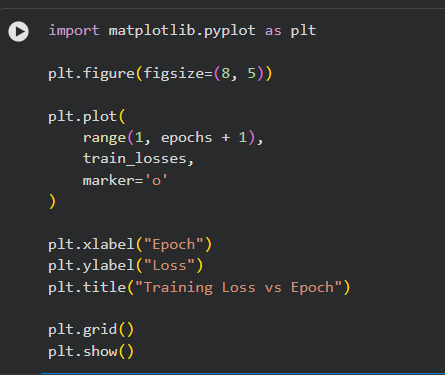 import matplotlib.pyplot as plt
plt.figure(figsize=(8, 5))
plt.plot(
    range(1, epochs + 1),
    train_losses,
    marker='o'
)
plt.xlabel("Epoch")
plt.ylabel("Loss")
plt.title("Training Loss vs Epoch")
plt.grid()
plt.show()